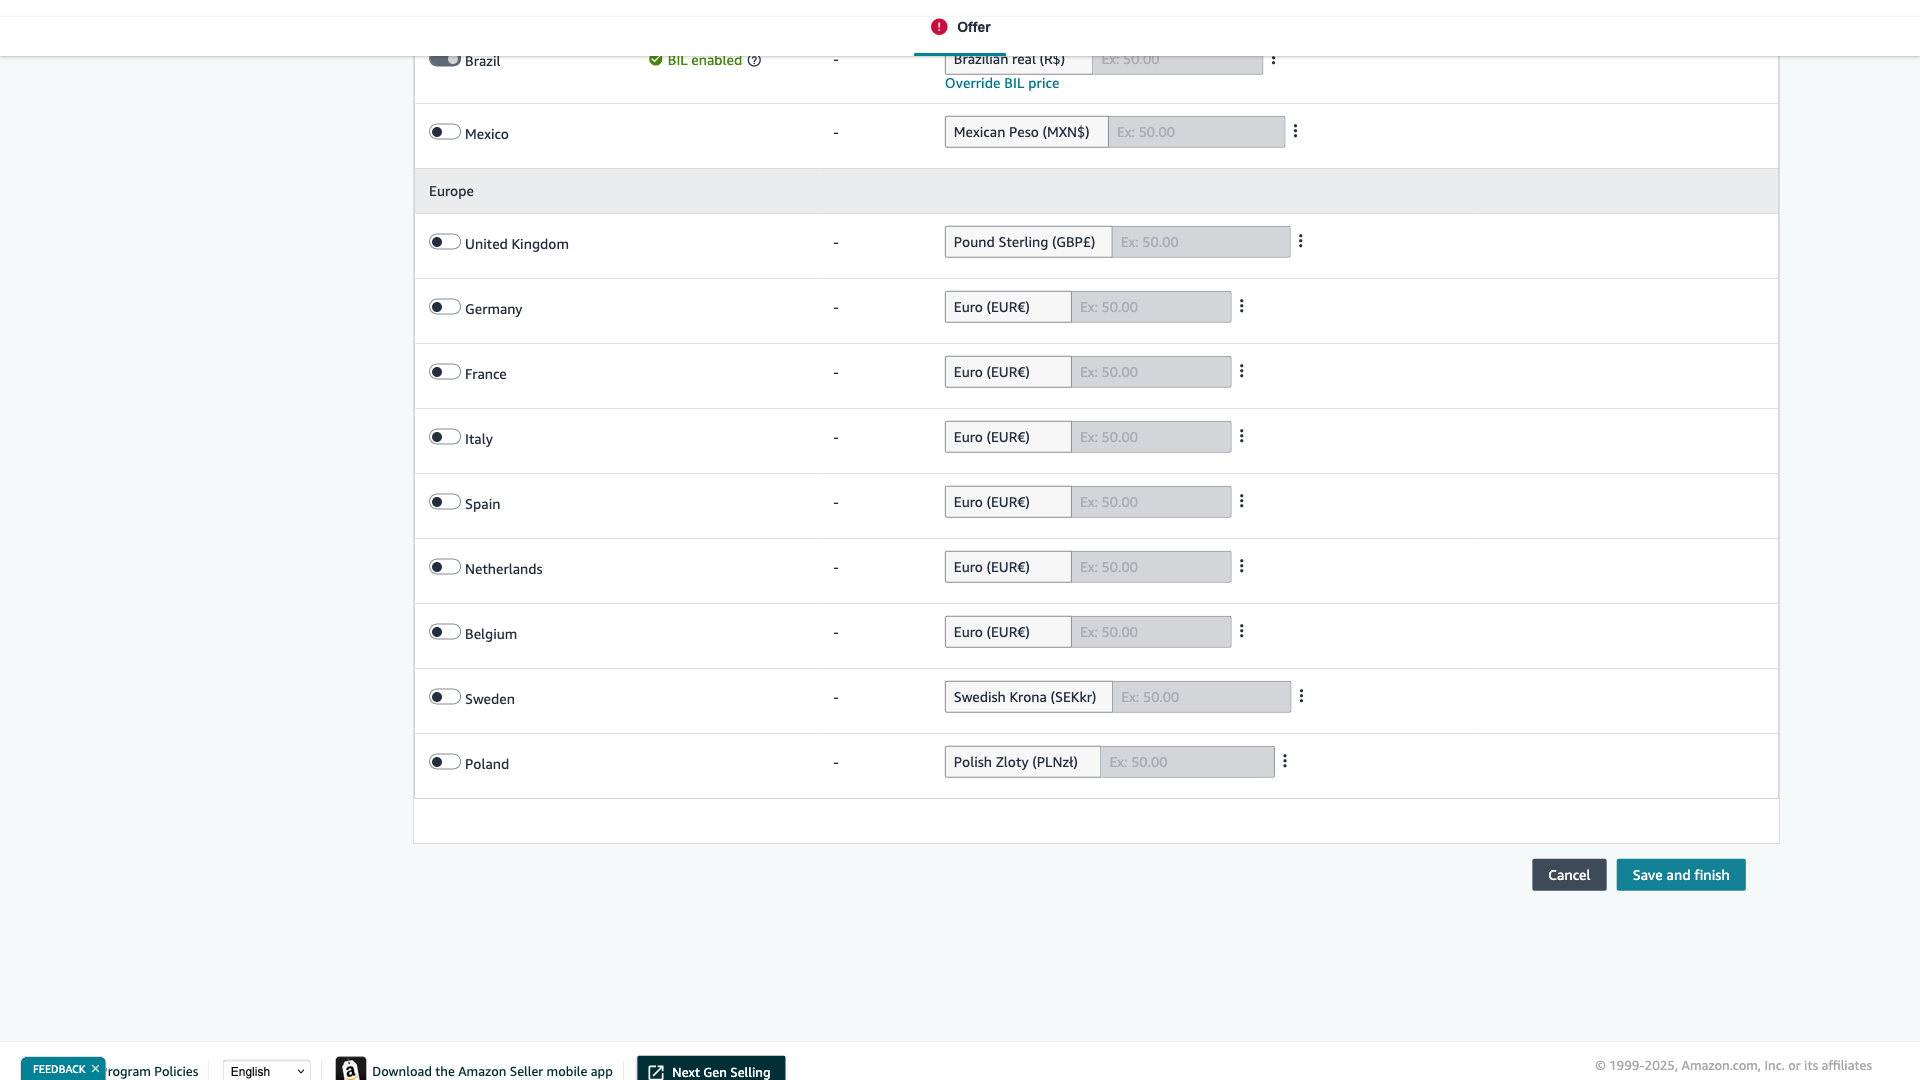 Offer
Brazil BIL enabled - Brazilian real (R$) Ex: 50.00
Override BIL price
Mexico - Mexican Peso (MXN$) Ex: 50.00
Europe
United Kingdom - Pound Sterling (GBP£) Ex: 50.00
Germany - Euro (EUR€) Ex: 50.00
France - Euro (EUR€) Ex: 50.00
Italy - Euro (EUR€) Ex: 50.00
Spain - Euro (EUR€) Ex: 50.00
Netherlands - Euro (EUR€) Ex: 50.00
Belgium - Euro (EUR€) Ex: 50.00
Sweden - Swedish Krona (SEKkr) Ex: 50.00
Poland - Polish Zloty (PLNzł) Ex: 50.00
Cancel Save and finish
FEEDBACK × rogram Policies English Download the Amazon Seller mobile app Next Gen Selling © 1999-2025, Amazon.com, Inc. or its affiliates